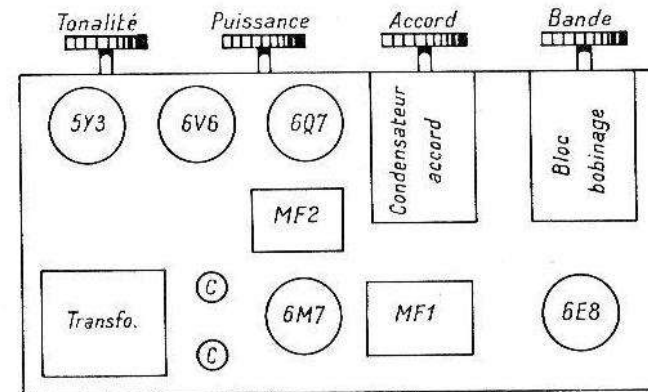 Tonalité
Puissance
Accord
Bande
5Y3
6V6
6Q7
Condensateur
accord
Bloc
bobinage
MF2
Transfo.
C
C
6M7
MF1
6E8